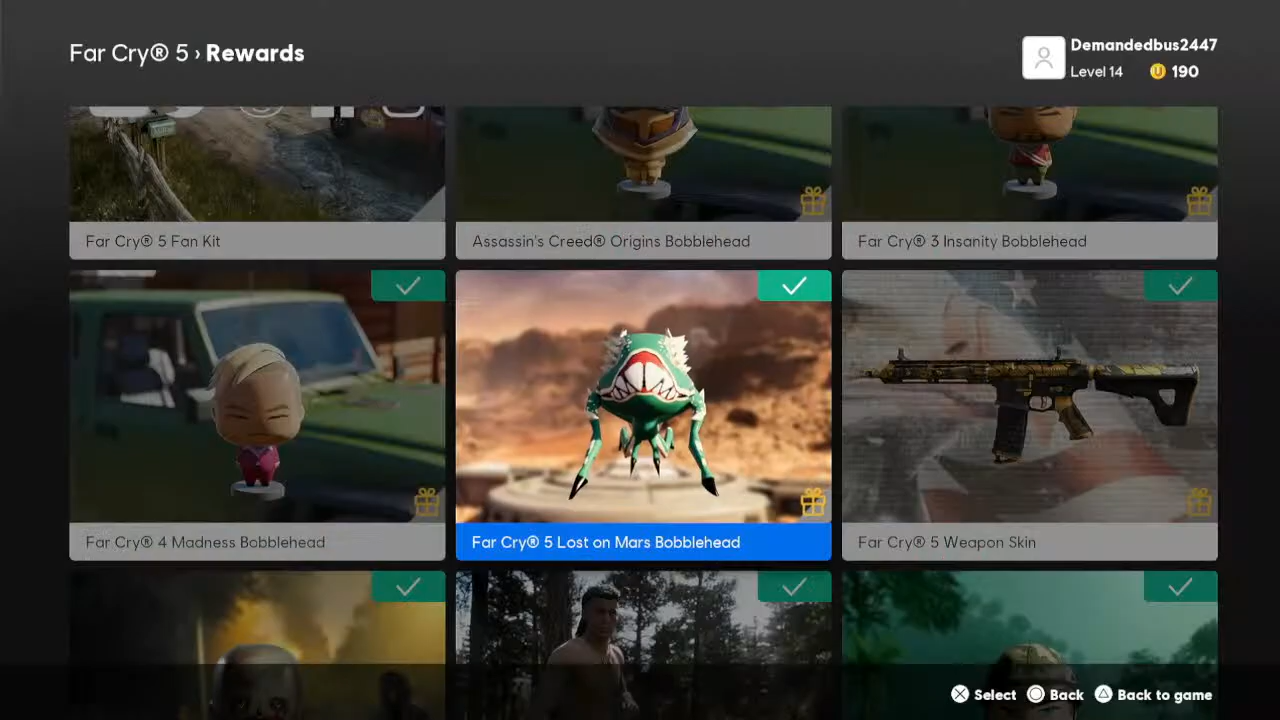 Far Cry® 5 › Rewards
Demandedbus2447
Level 14 190
Far Cry® 5 Fan Kit
Assassin's Creed® Origins Bobblehead
Far Cry® 3 Insanity Bobblehead
Far Cry® 4 Madness Bobblehead
Far Cry® 5 Lost on Mars Bobblehead
Far Cry® 5 Weapon Skin
Select Back Back to game